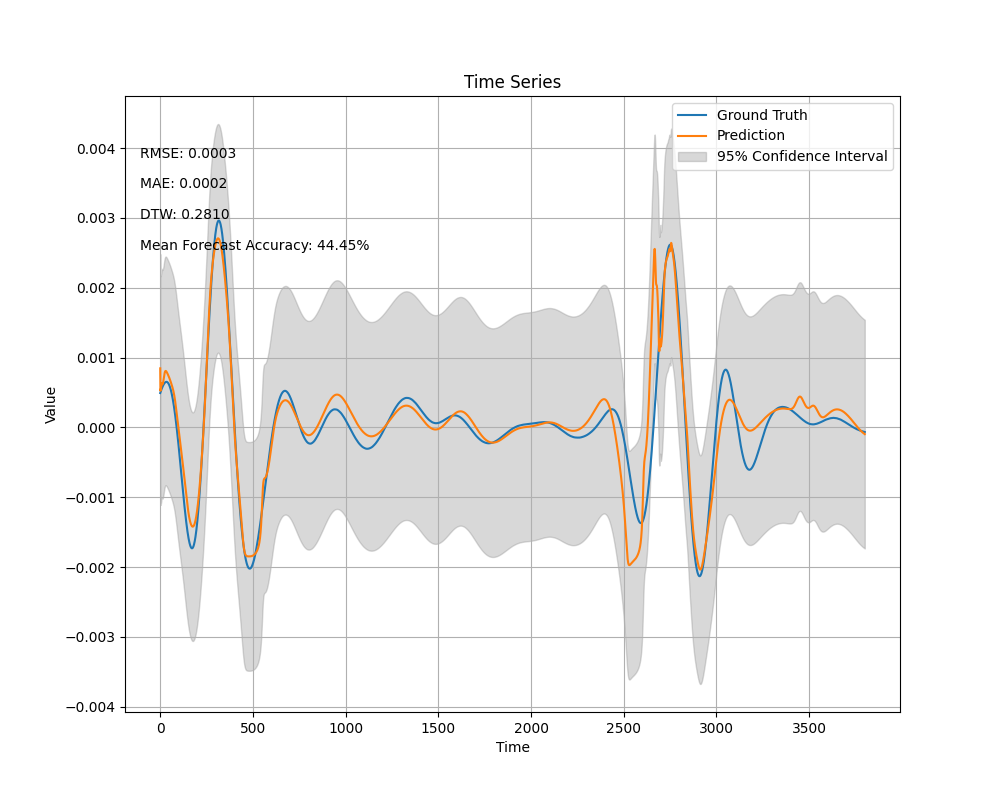 Time Series
Ground Truth
Prediction
95% Confidence Interval
RMSE: 0.0003
MAE: 0.0002
DTW: 0.2810
Mean Forecast Accuracy: 44.45%
Value
0.004
0.003
0.002
0.001
0.000
−0.001
−0.002
−0.003
−0.004
0 500 1000 1500 2000 2500 3000 3500
Time